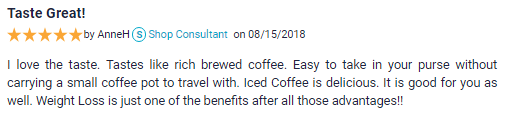 Taste Great!
by AnneH S Shop Consultant on 08/15/2018
I love the taste. Tastes like rich brewed coffee. Easy to take in your purse without
carrying a small coffee pot to travel with. Iced Coffee is delicious. It is good for you as
well. Weight Loss is just one of the benefits after all those advantages!!